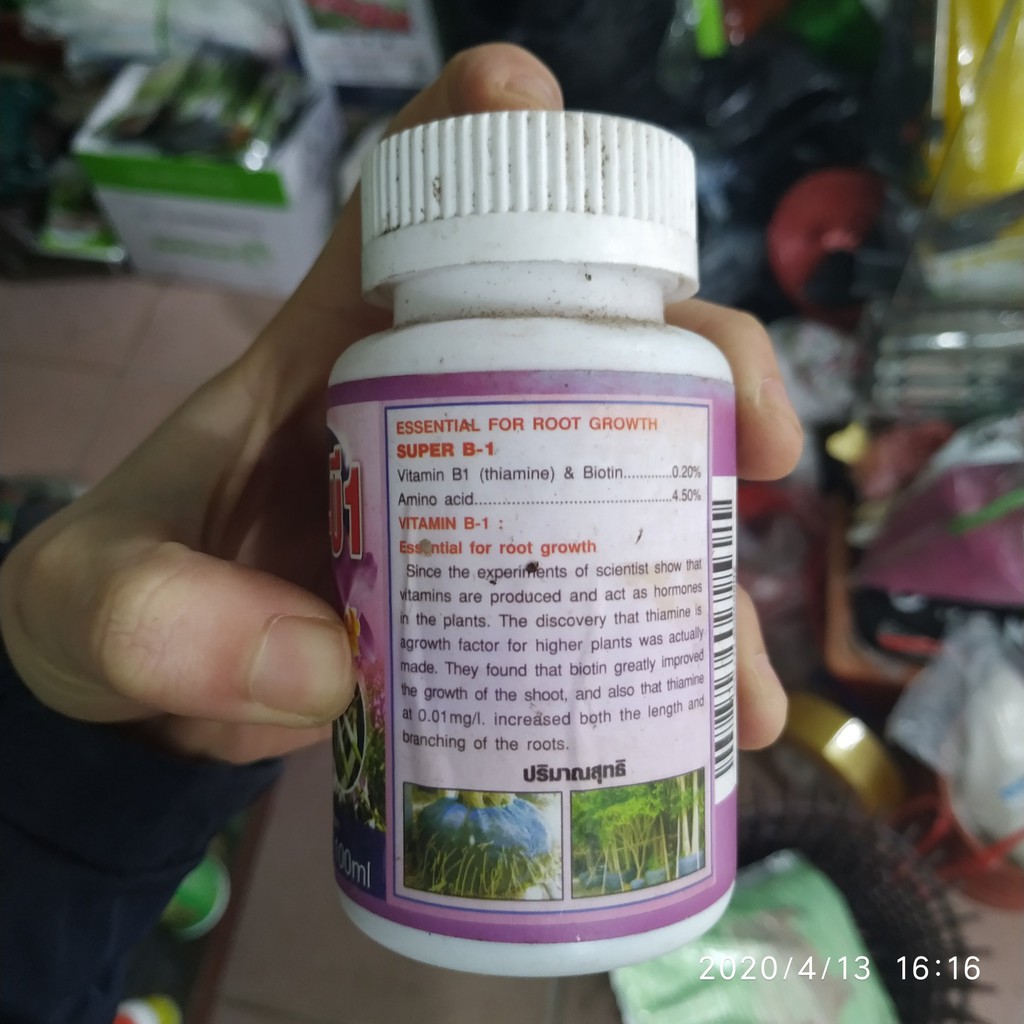 ESSENTIAL FOR ROOT GROWTH
SUPER B-1
Vitamin B1 (thiamine) & Biotin............0.20%
Amino acid............................................4.50%
VITAMIN B-1 :
Essential for root growth
Since the experiments of scientist show that
vitamins are produced and act as hormones
in the plants. The discovery that thiamine is
agrowth factor for higher plants was actually
made. They found that biotin greatly improved
the growth of the shoot, and also that thiamine
at 0.01mg/l. increased both the length and
branching of the roots.
ปริมาณสุทธิ
100ml
2020/4/13 16:16